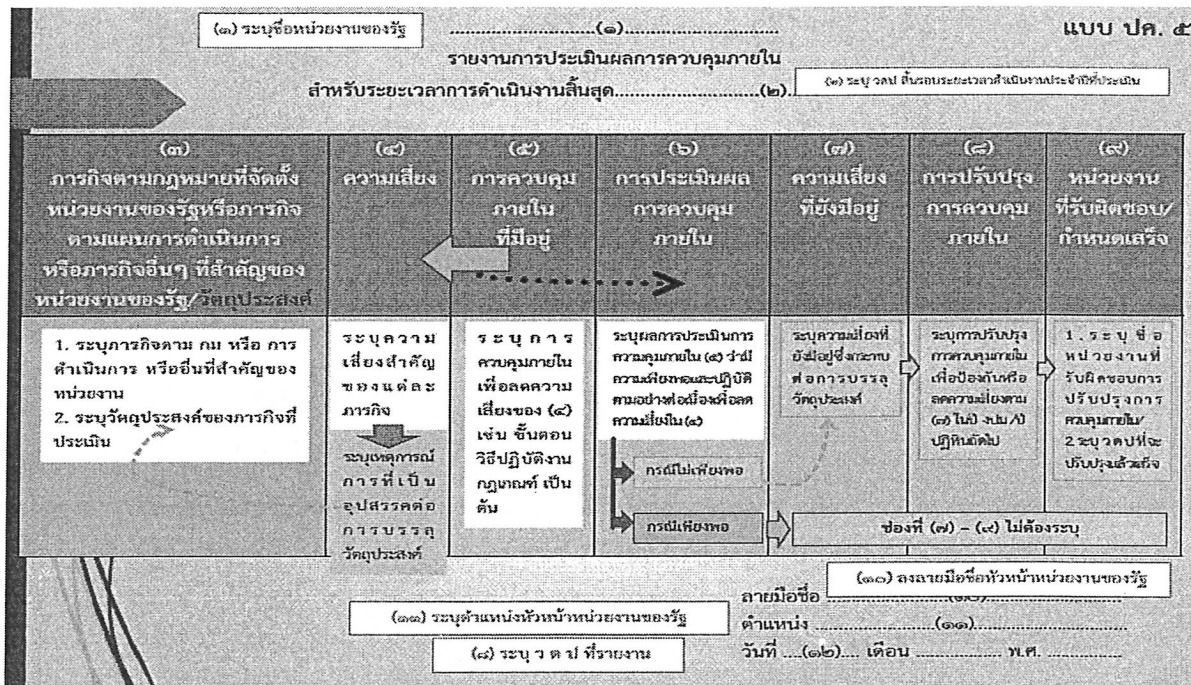 (๑) ระบุชื่อหน่วยงานของรัฐ
............................(๑)..............................
แบบ ปค. ๕
รายงานการประเมินผลการควบคุมภายใน
สำหรับระยะเวลาการดำเนินงานสิ้นสุด............................(๒).
(๒) ระบุ วดป สิ้นรอบระยะเวลาดำเนินงานประจำปีที่ประเมิน
(๓)
ภารกิจตามกฎหมายที่จัดตั้ง
หน่วยงานของรัฐหรือภารกิจ
ตามแผนการดำเนินการ
หรือภารกิจอื่นๆ ที่สำคัญของ
หน่วยงานของรัฐ/วัตถุประสงค์
(๔)
ความเสี่ยง
(๕)
การควบคุม
ภายใน
ที่มีอยู่
(๖)
การประเมินผล
การควบคุม
ภายใน
(๗)
ความเสี่ยง
ที่ยังมีอยู่
(๘)
การปรับปรุง
การควบคุม
ภายใน
(๙)
หน่วยงาน
ที่รับผิดชอบ/
กำหนดเสร็จ
1. ระบุภารกิจตาม กม หรือ การ
ดำเนินการ หรืออื่นที่สำคัญของ
หน่วยงาน
2. ระบุวัตถุประสงค์ของภารกิจที่
ประเมิน
ระบุความ
เสี่ยงสำคัญ
ของแต่ละ
ภารกิจ
ระบุเหตุการณ์
การที่เป็น
อุปสรรคต่อ
การบรรลุ
วัตถุประสงค์
ระบุการ
ควบคุมภายใน
เพื่อลดความ
เสี่ยงของ (๔)
เช่น ขั้นตอน
วิธีปฏิบัติงาน
กฎเกณฑ์ เป็น
ต้น
ระบุผลการประเมินการ
ควบคุมภายใน (๕) ว่ามี
ความเพียงพอและปฏิบัติ
ตามอย่างต่อเนื่องเพื่อลด
ความเสี่ยงใน (๔)
กรณีไม่เพียงพอ
กรณีเพียงพอ
ระบุความเสี่ยงที่
ยังมีอยู่ซึ่งกระทบ
ต่อการบรรลุ
วัตถุประสงค์
ระบุการปรับปรุง
การควบคุมภายใน
เพื่อป้องกันหรือ
ลดความเสี่ยงตาม
(๗) ในปี งปม /ปี
ปฏิทินถัดไป
1. ระบุชื่อ
หน่วยงานที่
รับผิดชอบการ
ปรับปรุงการ
ควบคุมภายใน/
2 ระบุ วดป ที่จะ
ปรับปรุงแล้วเสร็จ
ช่องที่ (๗) - (๙) ไม่ต้องระบุ
(๑๐) ลงลายมือชื่อหัวหน้าหน่วยงานของรัฐ
ลายมือชื่อ
(๑๑) ระบุตำแหน่งหัวหน้าหน่วยงานของรัฐ
ตำแหน่ง ......................(๑๑)............................
(๘) ระบุ ว ด ป ที่รายงาน
วันที่ ....(๑๒).... เดือน ................ พ.ศ. ................